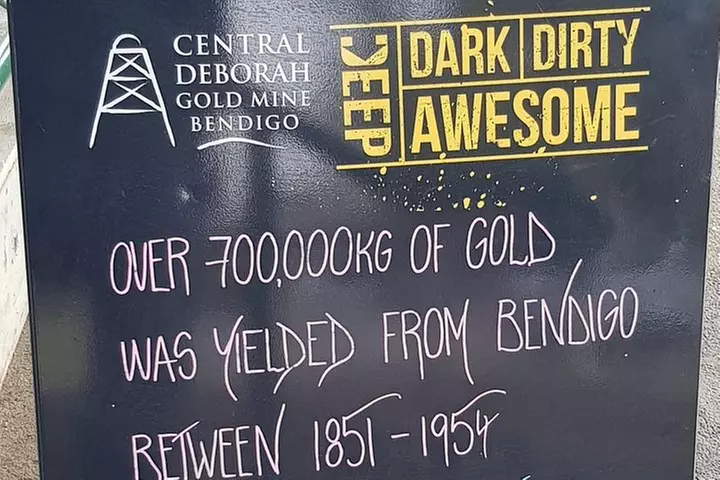 CENTRAL
DEBORAH
GOLD MINE
BENDIGO
DEEP
DARK DIRTY
AWESOME
OVER 700,000KG OF GOLD
WAS YIELDED FROM BENDIGO
BETWEEN 1851-1954